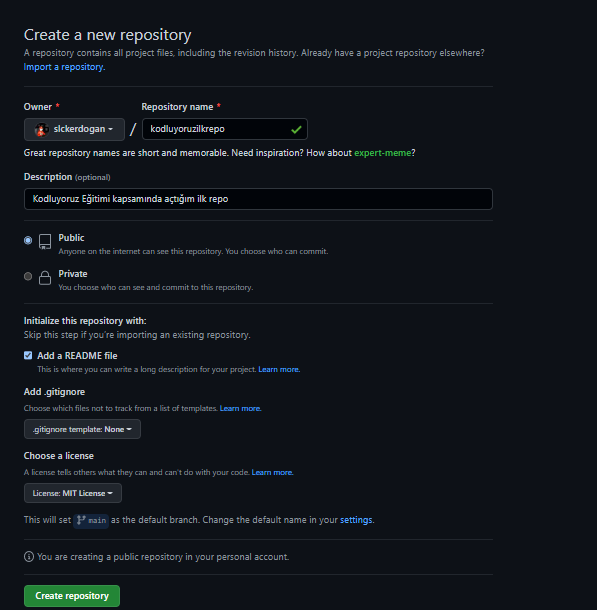 Create a new repository
A repository contains all project files, including the revision history. Already have a project repository elsewhere?
Import a repository.
Owner * Repository name *
slckerdogan / kodluyoruzilkrepo
Great repository names are short and memorable. Need inspiration? How about expert-meme?
Description (optional)
Kodluyoruz Eğitimi kapsamında açtığım ilk repo
Public
Anyone on the internet can see this repository. You choose who can commit.
Private
You choose who can see and commit to this repository.
Initialize this repository with:
Skip this step if you're importing an existing repository.
Add a README file
This is where you can write a long description for your project. Learn more.
Add .gitignore
Choose which files not to track from a list of templates. Learn more.
.gitignore template: None
Choose a license
A license tells others what they can and can't do with your code. Learn more.
License: MIT License
This will set main as the default branch. Change the default name in your settings.
You are creating a public repository in your personal account.
Create repository